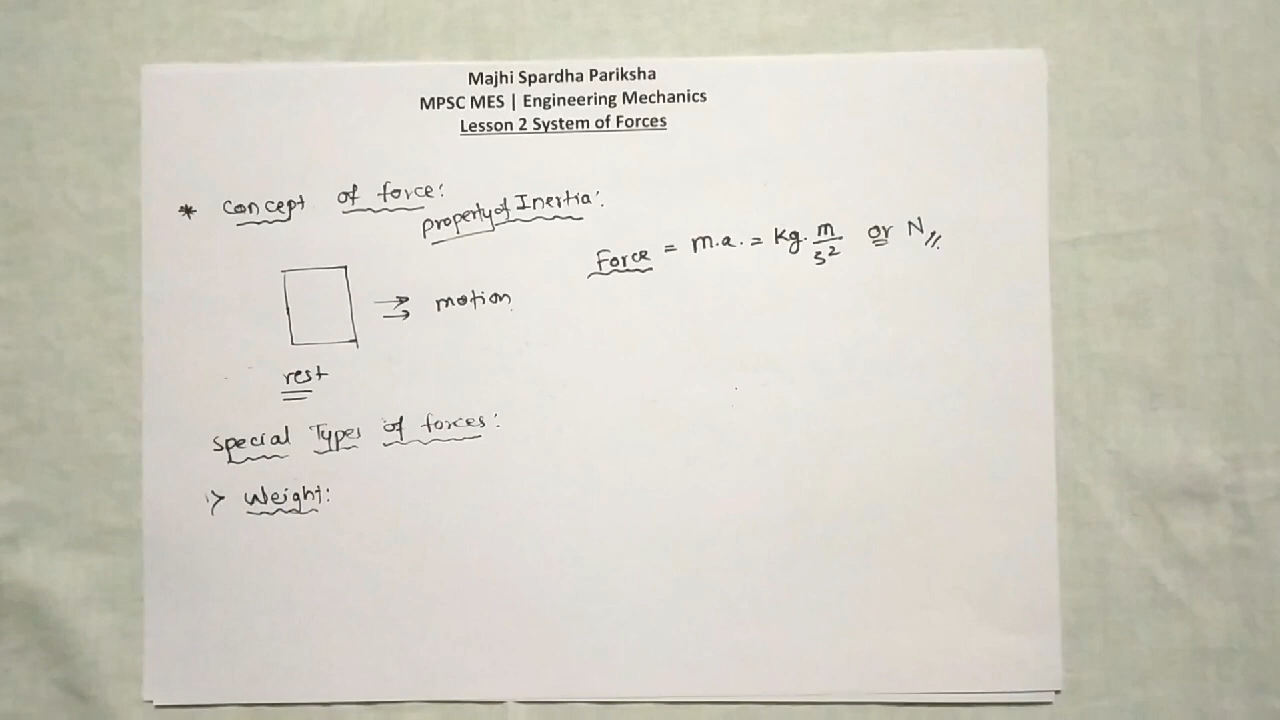 Majhi Spardha Pariksha
MPSC MES | Engineering Mechanics
Lesson 2 System of Forces
* Concept of force:
property of Inertia:
Force = m.a. = kg. m/s² or N
motion
rest
Special Types of forces:
1> Weight: